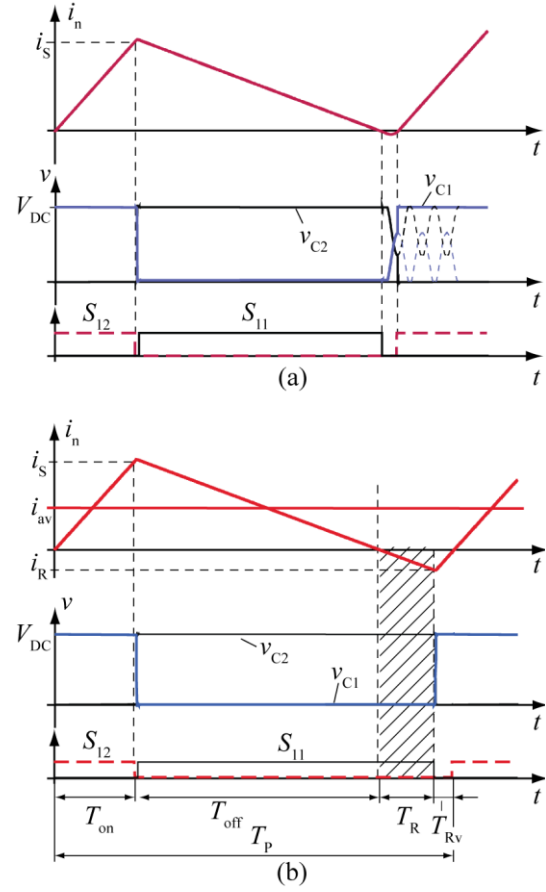 i_n
i_S
t
v
V_DC
v_C1
v_C2
t
S_12 S_11
t
(a)
i_n
i_S
i_av
i_R
t
v
V_DC
v_C2
v_C1
t
S_12 S_11
t
T_on T_off T_R T_Rv
T_P
(b)